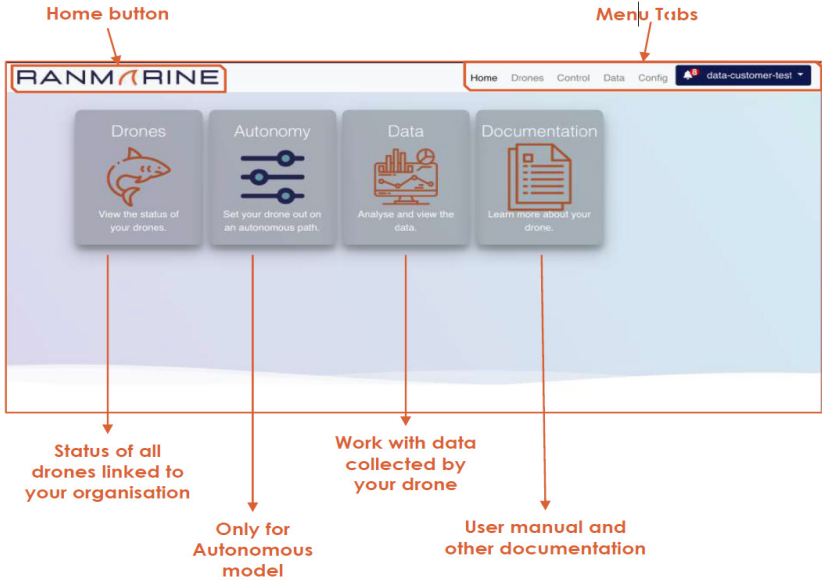 Home button
Menu Tabs
RANMARINE
Home Drones Control Data Config 8 data-customer-test
Drones
View the status of
your drones.
Autonomy
Set your drone out on
an autonomous path.
Data
Analyse and view the
data.
Documentation
Learn more about your
drone.
Status of all
drones linked to
your organisation
Only for
Autonomous
model
Work with data
collected by
your drone
User manual and
other documentation